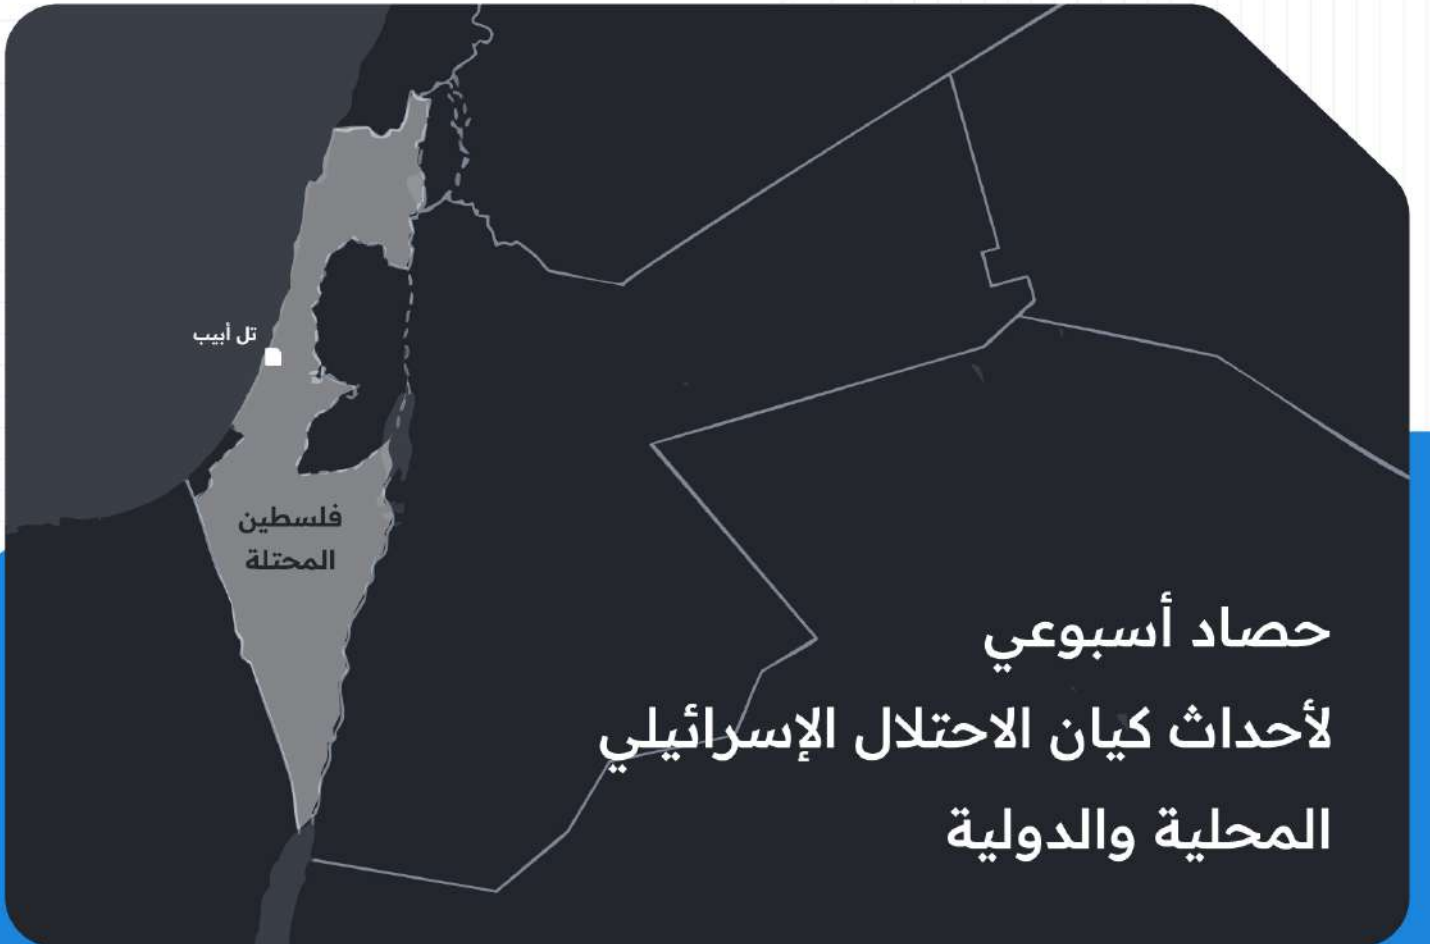 تل أبيب
فلسطين
المحتلة
حصاد أسبوعي
لأحداث كيان الاحتلال الإسرائيلي
المحلية والدولية